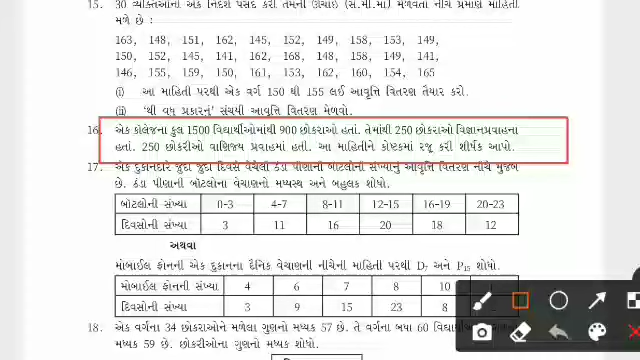 15. 30 વ્યક્તિઓનો એક નિદર્શ પસંદ કરી તેમની ઊંચાઈ (સે.મી.માં) મેળવતાં નીચે પ્રમાણે માહિતી
મળે છે :
163, 148, 151, 162, 145, 152, 149, 158, 153, 149,
150, 152, 145, 141, 162, 168, 148, 158, 149, 141,
146, 155, 159, 150, 161, 153, 162, 160, 154, 165
(i) આ માહિતી પરથી એક વર્ગ 150 થી 155 લઈ આવૃત્તિ વિતરણ તૈયાર કરો.
(ii) 'થી વધુ પ્રકારનું' સંચયી આવૃત્તિ વિતરણ મેળવો.
16. એક કૉલેજના કુલ 1500 વિદ્યાર્થીઓમાંથી 900 છોકરાઓ હતાં. તેમાંથી 250 છોકરાઓ વિજ્ઞાનપ્રવાહના
હતાં. 250 છોકરીઓ વાણિજ્ય પ્રવાહમાં હતી. આ માહિતીને કોષ્ટકમાં રજૂ કરી શીર્ષક આપો.
17. એક દુકાનદારે જુદા જુદા દિવસે વેચેલી ઠંડા પીણાની બોટલોની સંખ્યાનું આવૃત્તિ વિતરણ નીચે મુજબ
છે. ઠંડા પીણાની બૉટલોના વેચાણનો મધ્યસ્થ અને બહુલક શોધો.
બોટલોની સંખ્યા 0-3 4-7 8-11 12-15 16-19 20-23
દિવસોની સંખ્યા 3 11 16 20 18 12
અથવા
મોબાઈલ ફોનની એક દુકાનના દૈનિક વેચાણની નીચેની માહિતી પરથી D7 અને P15 શોધો.
મોબાઈલ ફોનની સંખ્યા 4 6 7 8 10
દિવસોની સંખ્યા 3 9 15 23 8
18. એક વર્ગના 34 છોકરાઓને મળેલા ગુણનો મધ્યક 57 છે. તે વર્ગના બધા 60
મધ્યક 59 છે. છોકરીઓના ગુણનો મધ્યક શોધો.